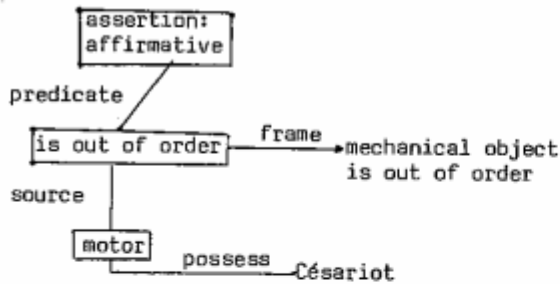 assertion:
affirmative
predicate
is out of order
frame
mechanical object
is out of order
source
motor
possess
Césariot